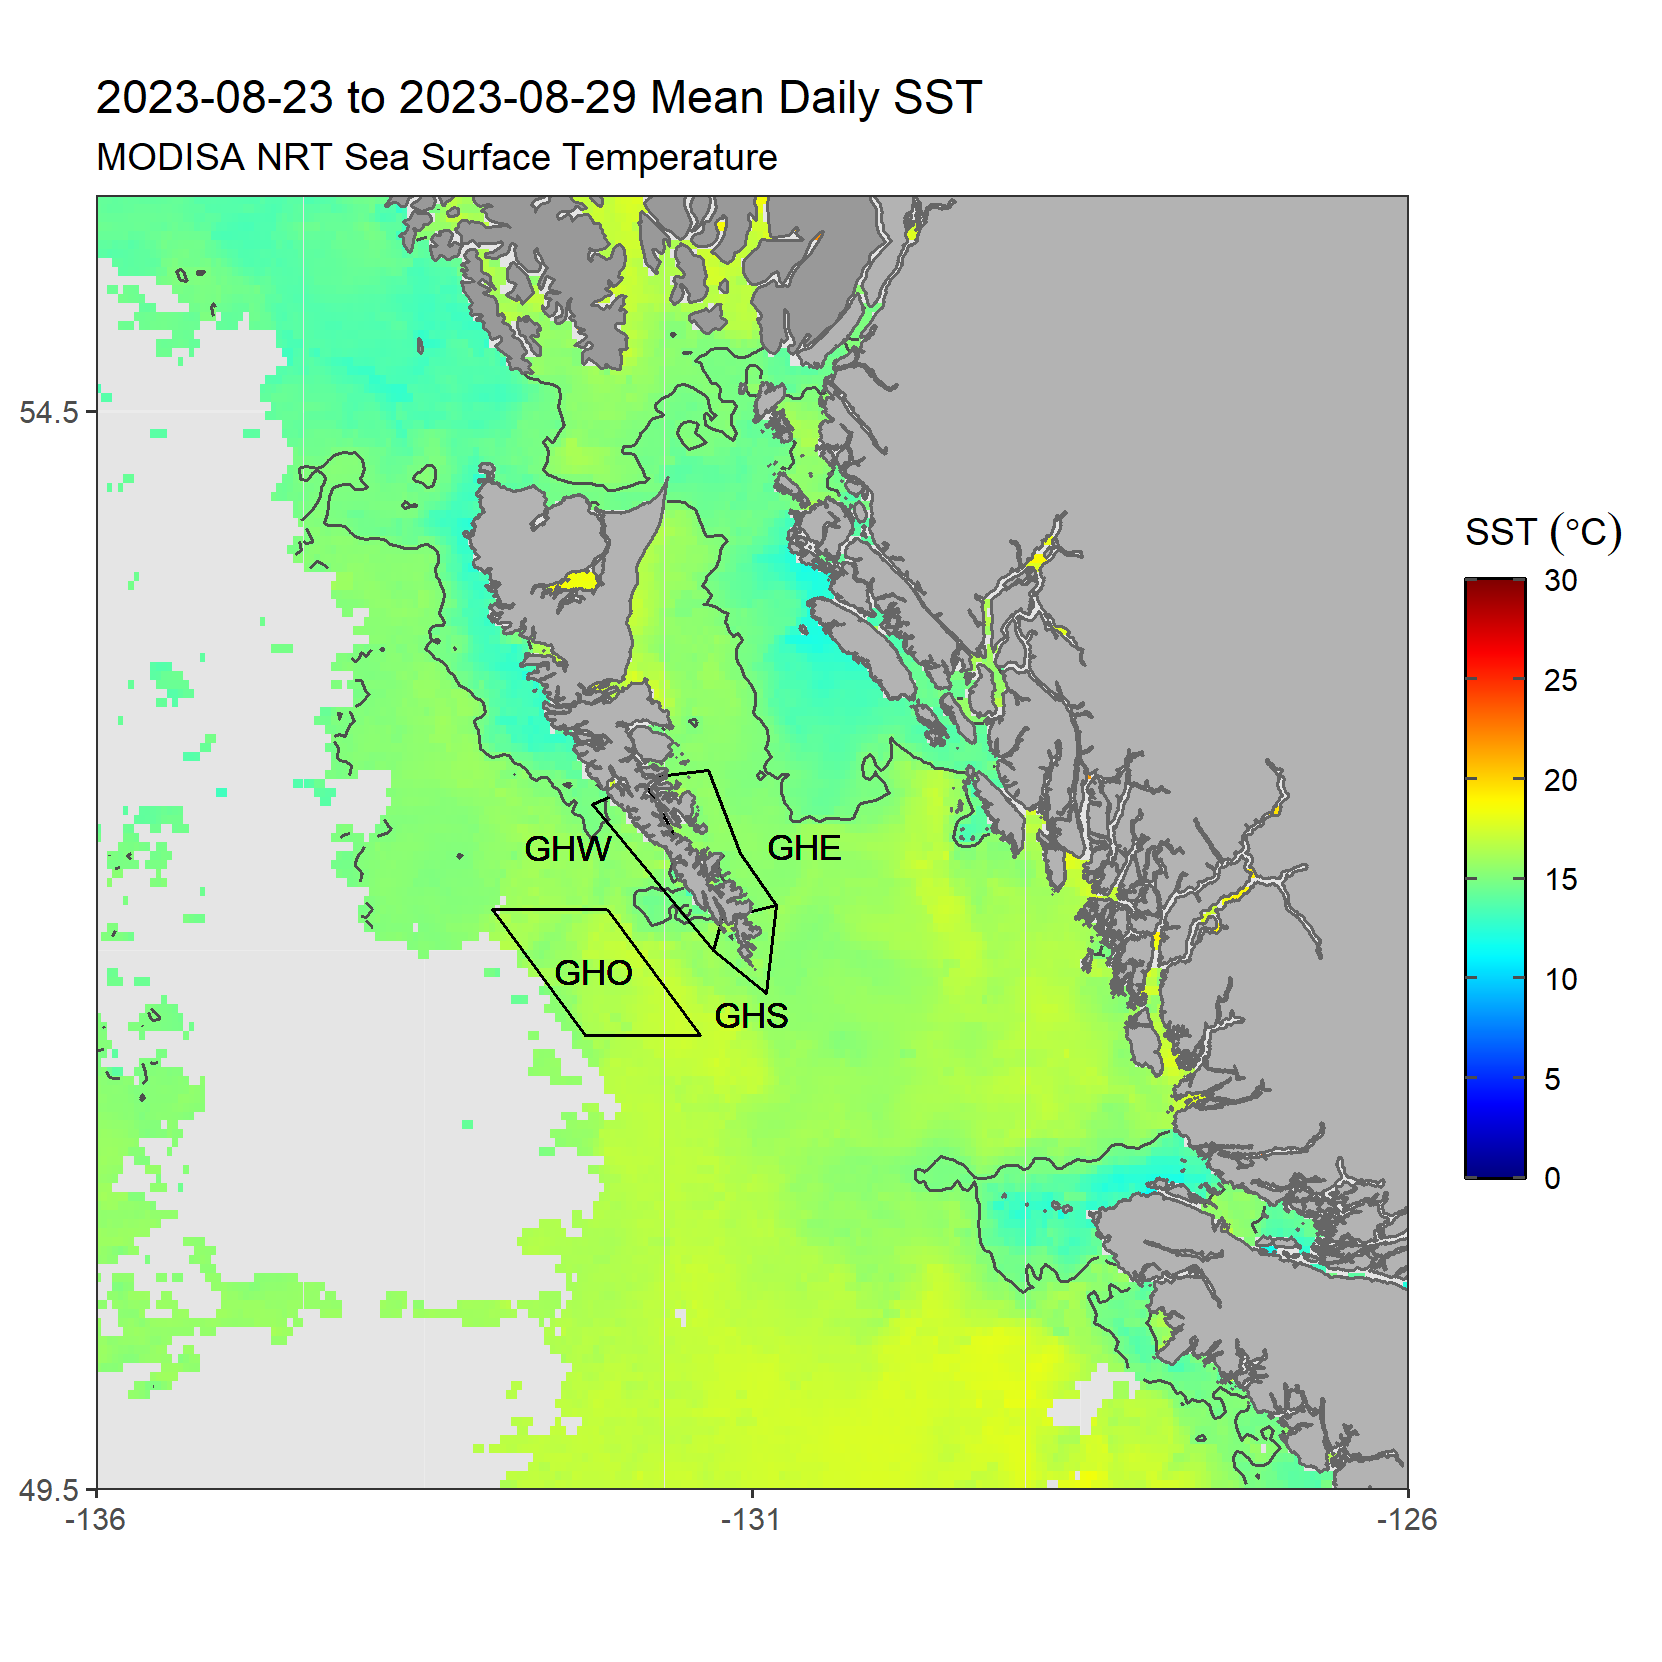 2023-08-23 to 2023-08-29 Mean Daily SST
MODISA NRT Sea Surface Temperature
54.5
49.5
-136
-131
-126
GHW
GHE
GHO
GHS
SST (°C)
30
25
20
15
10
5
0